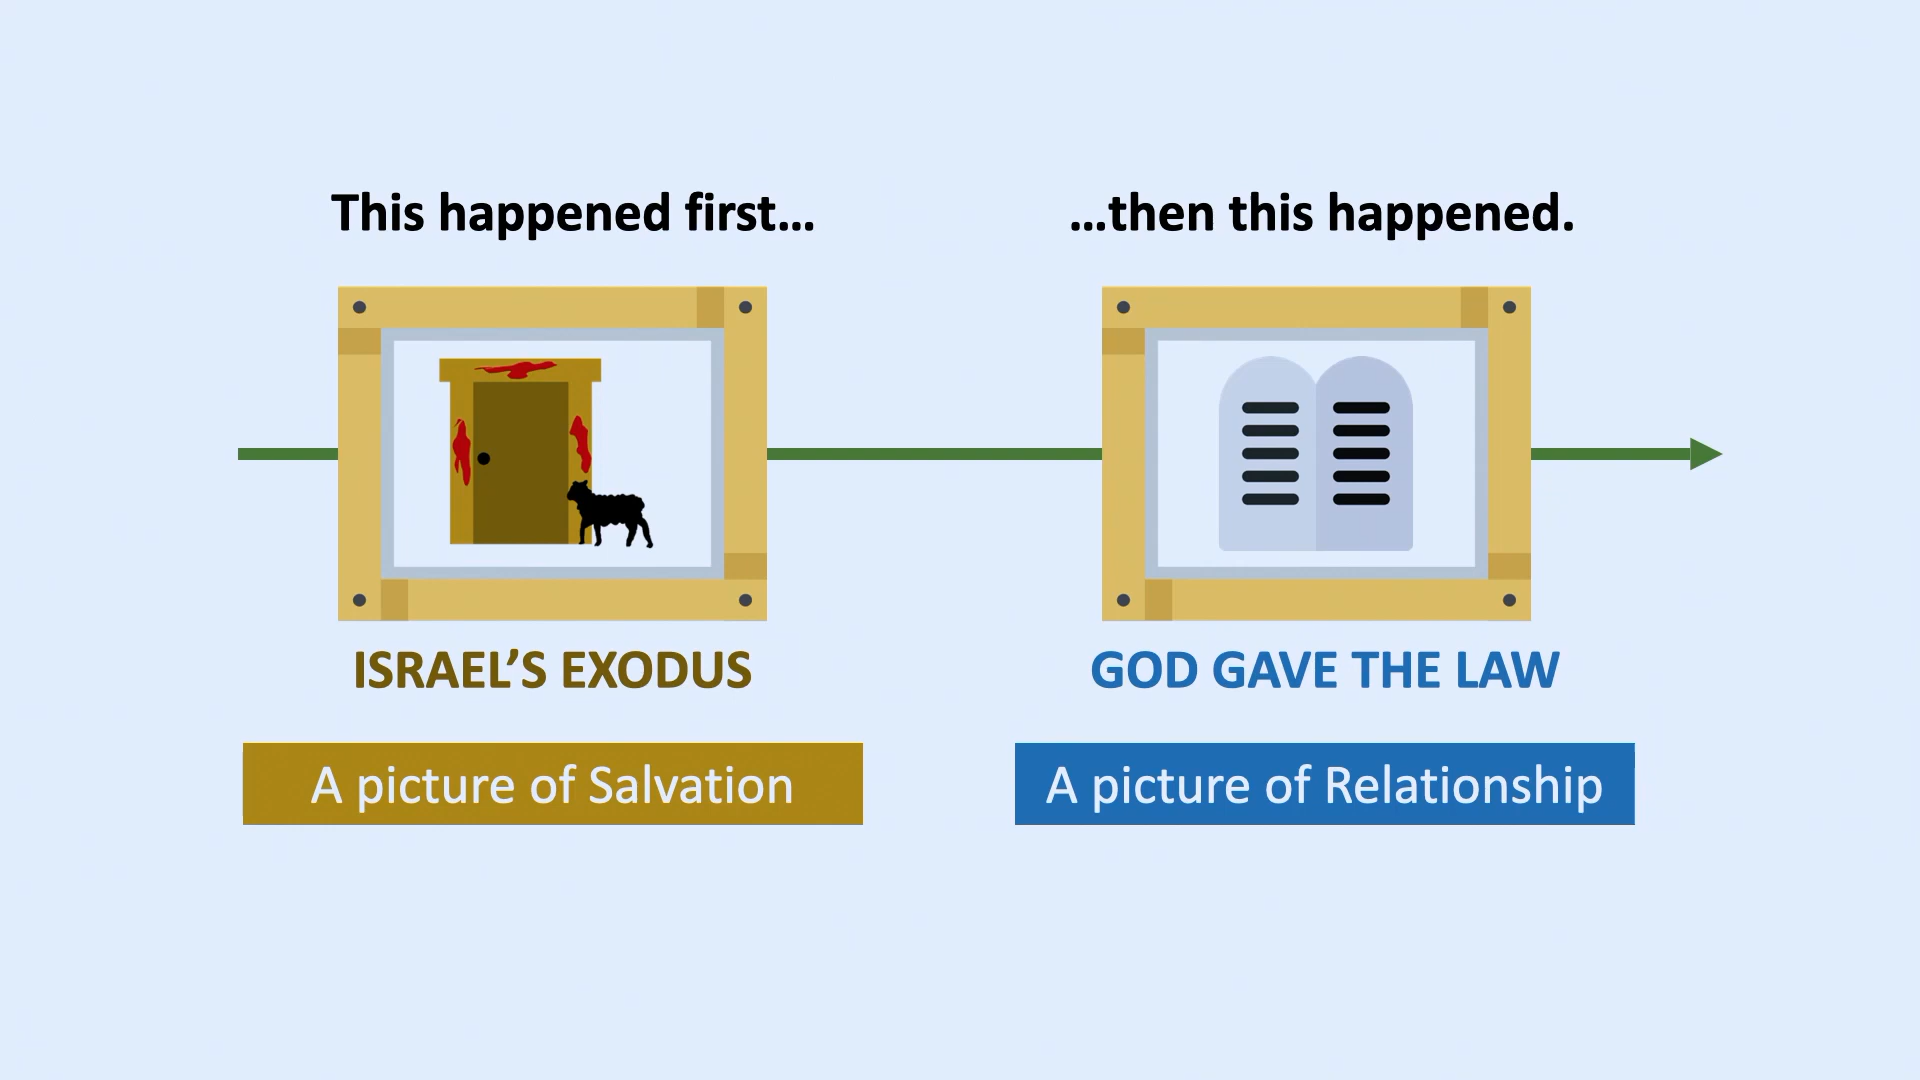 This happened first…
…then this happened.
ISRAEL’S EXODUS
GOD GAVE THE LAW
A picture of Salvation
A picture of Relationship